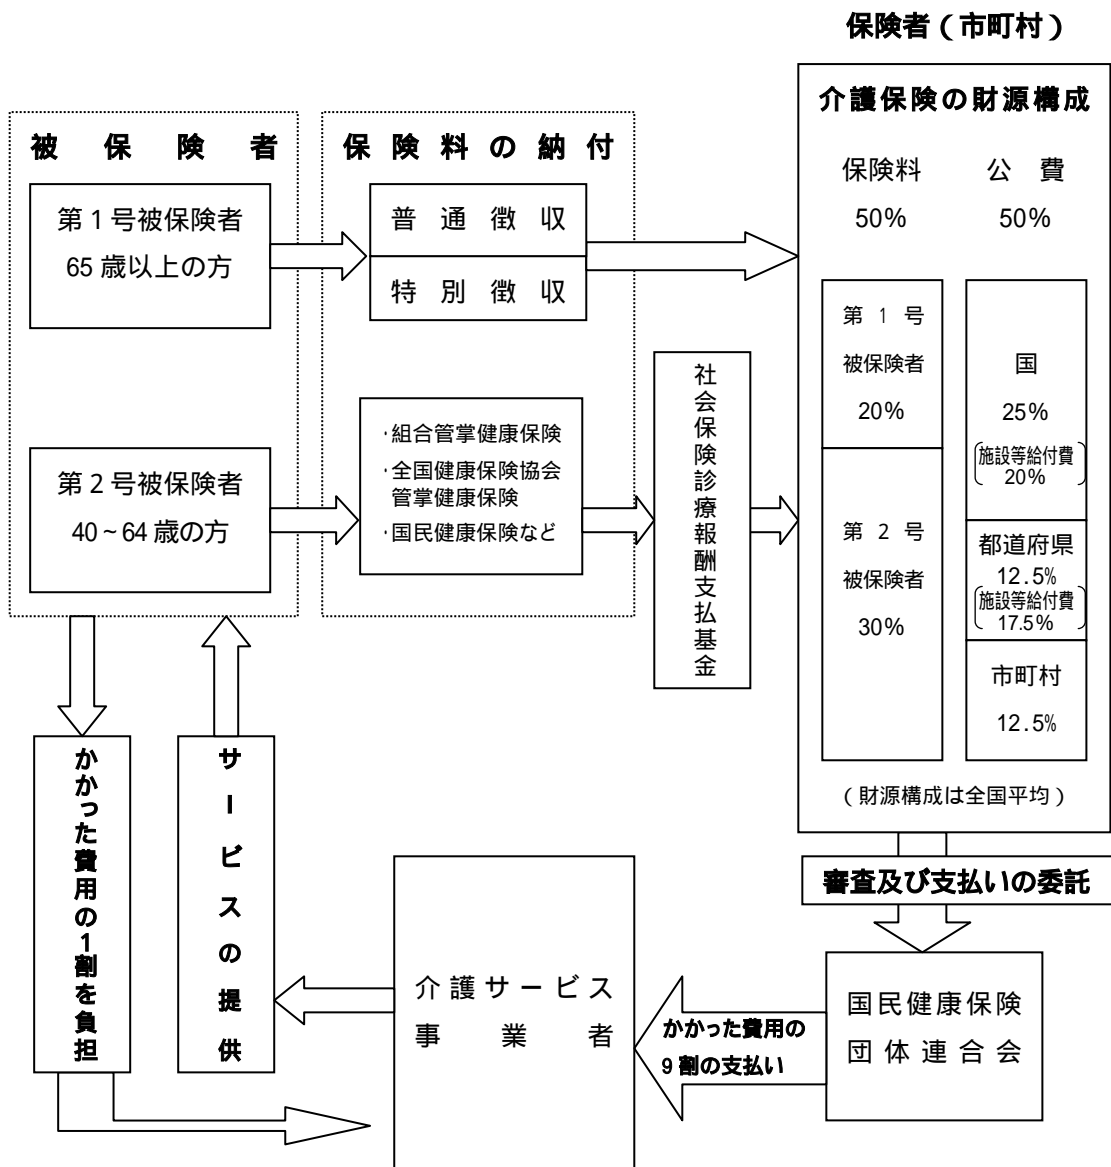 保険者（市町村）
介護保険の財源構成
保険料 公費
50% 50%
第１号
被保険者
20%
第２号
被保険者
30%
国
25%
施設等給付費
20%
都道府県
12.5%
施設等給付費
17.5%
市町村
12.5%
（財源構成は全国平均）
被保険者
第１号被保険者
65歳以上の方
第２号被保険者
40～64歳の方
保険料の納付
普通徴収
特別徴収
・組合管掌健康保険
・全国健康保険協会
管掌健康保険
・国民健康保険など
社会保険診療報酬支払基金
かかった費用の1割を負担
サービスの提供
介護サービス
事業者
かかった費用の
９割の支払い
審査及び支払いの委託
国民健康保険
団体連合会